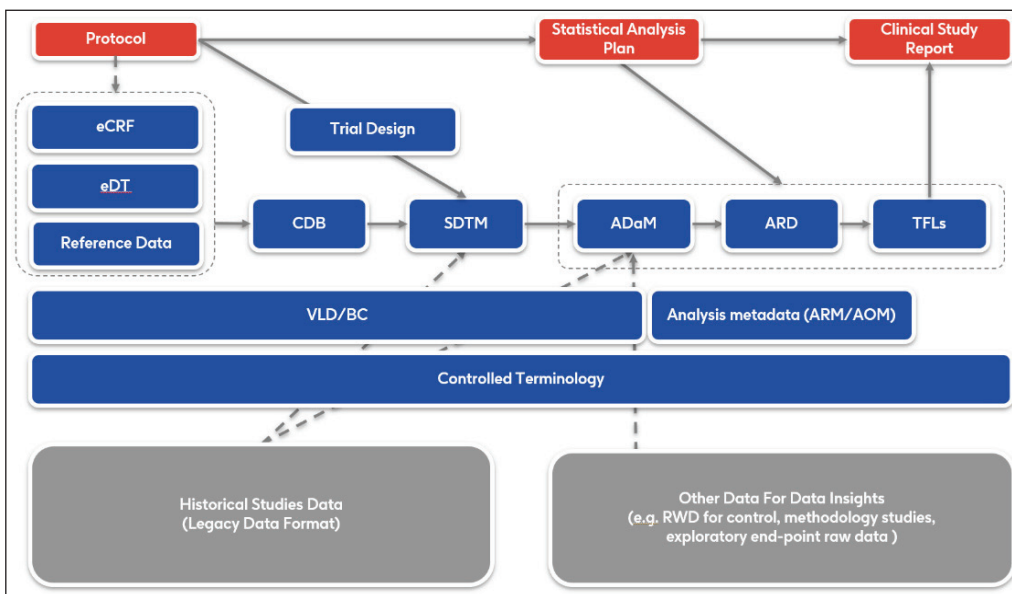 Protocol
Statistical Analysis
Plan
Clinical Study
Report
eCRF
Trial Design
eDT
Reference Data
CDB
SDTM
ADaM
ARD
TFLs
VLD/BC
Analysis metadata (ARM/AOM)
Controlled Terminology
Historical Studies Data
(Legacy Data Format)
Other Data For Data Insights
(e.g. RWD for control, methodology studies,
exploratory end-point raw data )